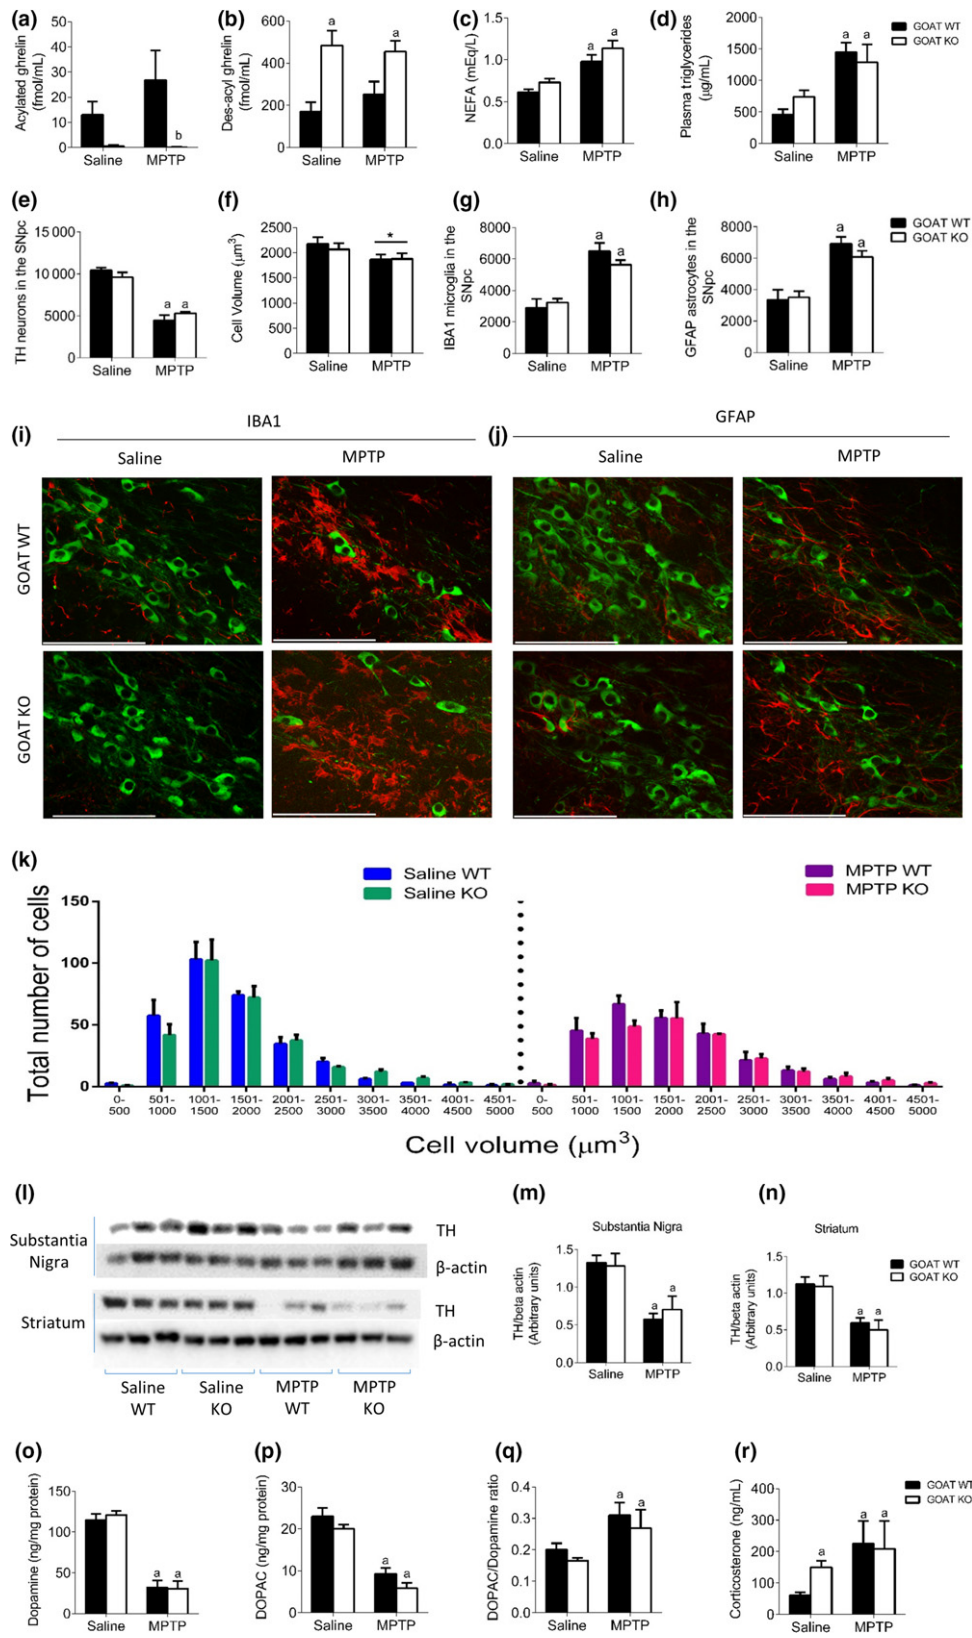 (a)
Acylated ghrelin
(fmol/mL)
50
40
30
20
10
0
b
Saline
MPTP
(b)
Des-acyl ghrelin
(fmol/mL)
600
400
200
0
a
a
Saline
MPTP
(c)
NEFA (mEq/L)
1.5
1.0
0.5
0.0
a
a
Saline
MPTP
(d)
Plasma triglycerides
(µg/mL)
2000
1500
1000
500
0
a
a
Saline
MPTP
GOAT WT
GOAT KO
(e)
TH neurons in the SNpc
15 000
10 000
5000
0
a
a
Saline
MPTP
(f)
Cell Volume (µm³)
2500
2000
1500
1000
500
0
*
Saline
MPTP
(g)
IBA1 microglia in the
SNpc
8000
6000
4000
2000
0
a
a
Saline
MPTP
(h)
GFAP astrocytes in the
SNpc
8000
6000
4000
2000
0
a
a
Saline
MPTP
GOAT WT
GOAT KO
(i)
IBA1
Saline
MPTP
(j)
GFAP
Saline
MPTP
GOAT WT
GOAT KO
(k)
Saline WT
Saline KO
MPTP WT
MPTP KO
Total number of cells
150
100
50
0
0-
500
501-
1000
1001-
1500
1501-
2000
2001-
2500
2501-
3000
3001-
3500
3501-
4000
4001-
4500
4501-
5000
0-
500
501-
1000
1001-
1500
1501-
2000
2001-
2500
2501-
3000
3001-
3500
3501-
4000
4001-
4500
4501-
5000
Cell volume (µm³)
(l)
Substantia
Nigra
TH
β-actin
Striatum
TH
β-actin
Saline
WT
Saline
KO
MPTP
WT
MPTP
KO
(m)
Substantia Nigra
TH/beta actin
(Arbitrary units)
1.5
1.0
0.5
0.0
a
a
Saline
MPTP
(n)
Striatum
TH/beta actin
(Arbitrary units)
1.5
1.0
0.5
0.0
a
a
Saline
MPTP
GOAT WT
GOAT KO
(o)
Dopamine (ng/mg protein)
150
100
50
0
a
a
Saline
MPTP
(p)
DOPAC (ng/mg protein)
30
20
10
0
a
a
Saline
MPTP
(q)
DOPAC/Dopamine ratio
0.4
0.3
0.2
0.1
0.0
a
a
Saline
MPTP
(r)
Corticosterone (ng/mL)
400
300
200
100
0
a
a
a
Saline
MPTP
GOAT WT
GOAT KO